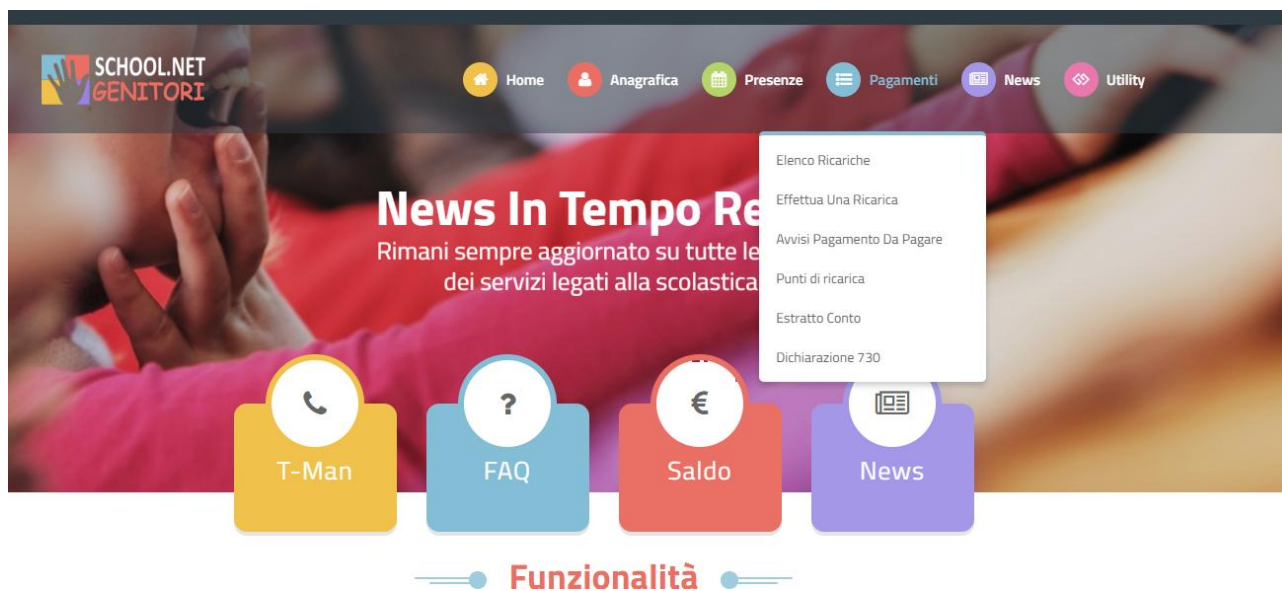 SCHOOL.NET
GENITORI
Home
Anagrafica
Presenze
Pagamenti
News
Utility
Elenco Ricariche
Effettua Una Ricarica
Avvisi Pagamento Da Pagare
Punti di ricarica
Estratto Conto
Dichiarazione 730
News In Tempo Re
Rimani sempre aggiornato su tutte le
dei servizi legati alla scolastica
T-Man
?
FAQ
€
Saldo
News
Funzionalità